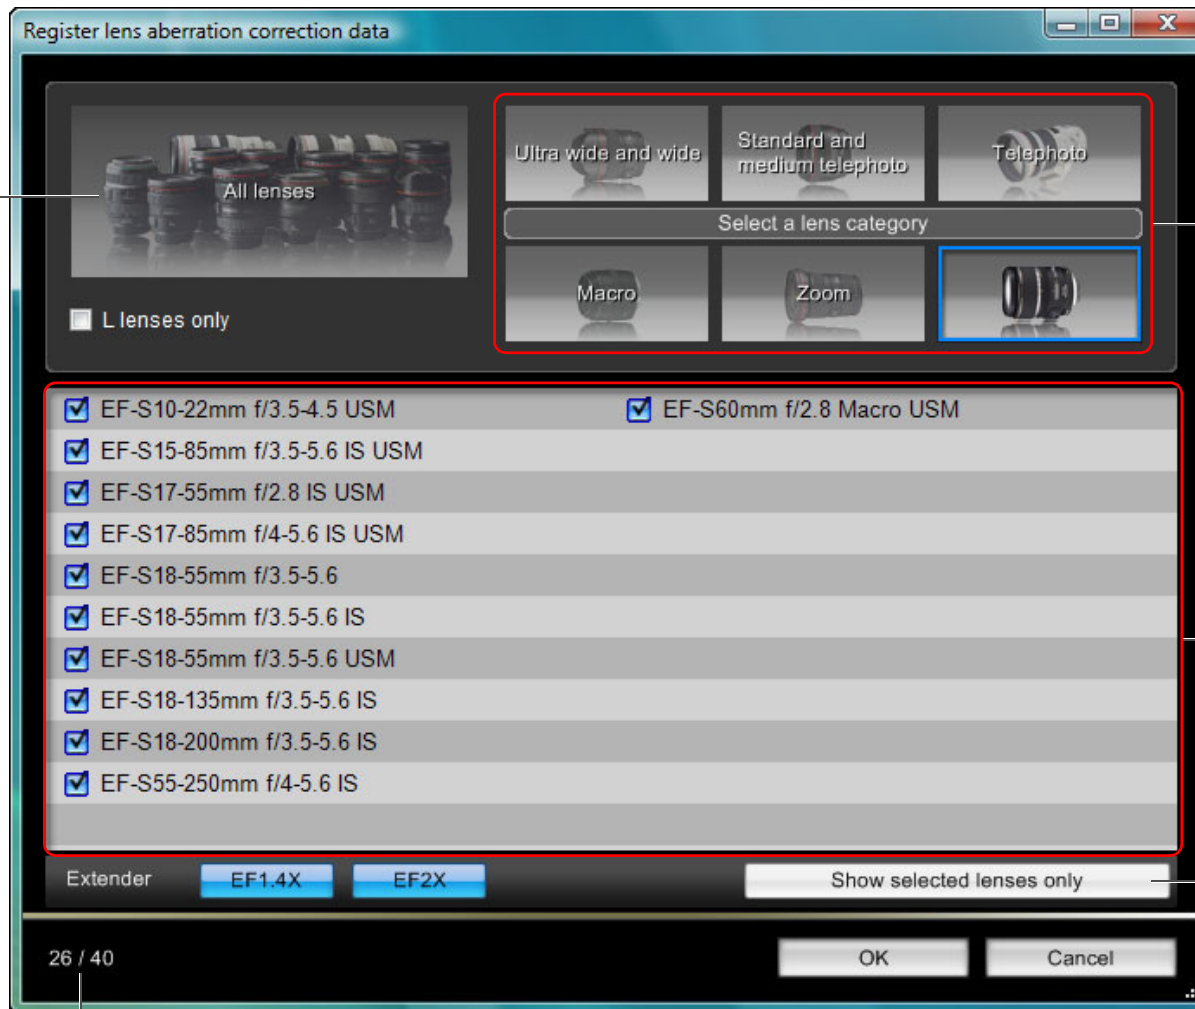 Register lens aberration correction data
All lenses
L lenses only
Ultra wide and wide
Standard and
medium telephoto
Telephoto
Select a lens category
Macro
Zoom
EF-S10-22mm f/3.5-4.5 USM
EF-S15-85mm f/3.5-5.6 IS USM
EF-S17-55mm f/2.8 IS USM
EF-S17-85mm f/4-5.6 IS USM
EF-S18-55mm f/3.5-5.6
EF-S18-55mm f/3.5-5.6 IS
EF-S18-55mm f/3.5-5.6 USM
EF-S18-135mm f/3.5-5.6 IS
EF-S18-200mm f/3.5-5.6 IS
EF-S55-250mm f/4-5.6 IS
EF-S60mm f/2.8 Macro USM
Extender
EF1.4X
EF2X
Show selected lenses only
26 / 40
OK
Cancel